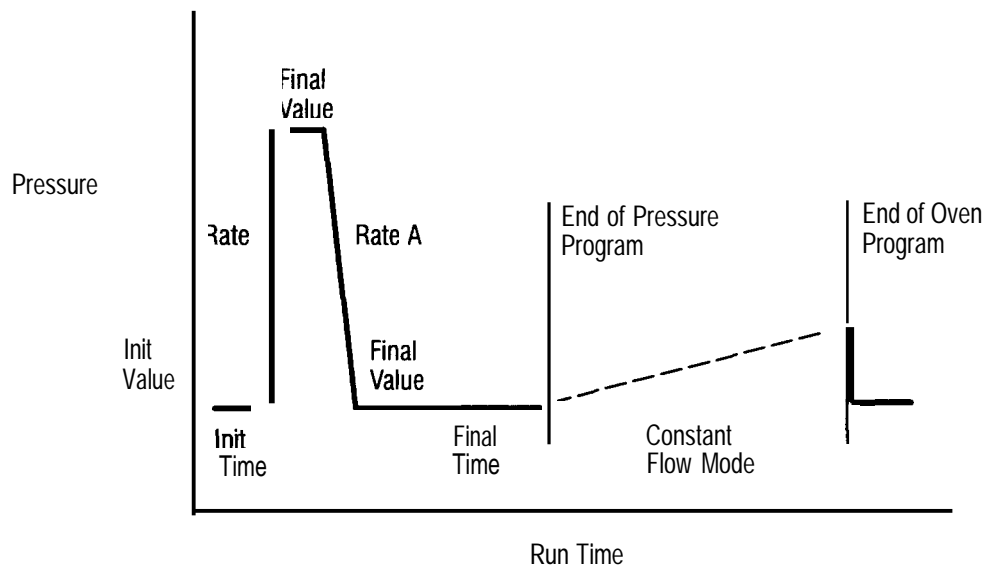 Final
Value
Pressure
Rate
Rate A
End of Pressure
Program
End of Oven
Program
Init
Value
Final
Value
Init
Time
Final
Time
Constant
Flow Mode
Run Time